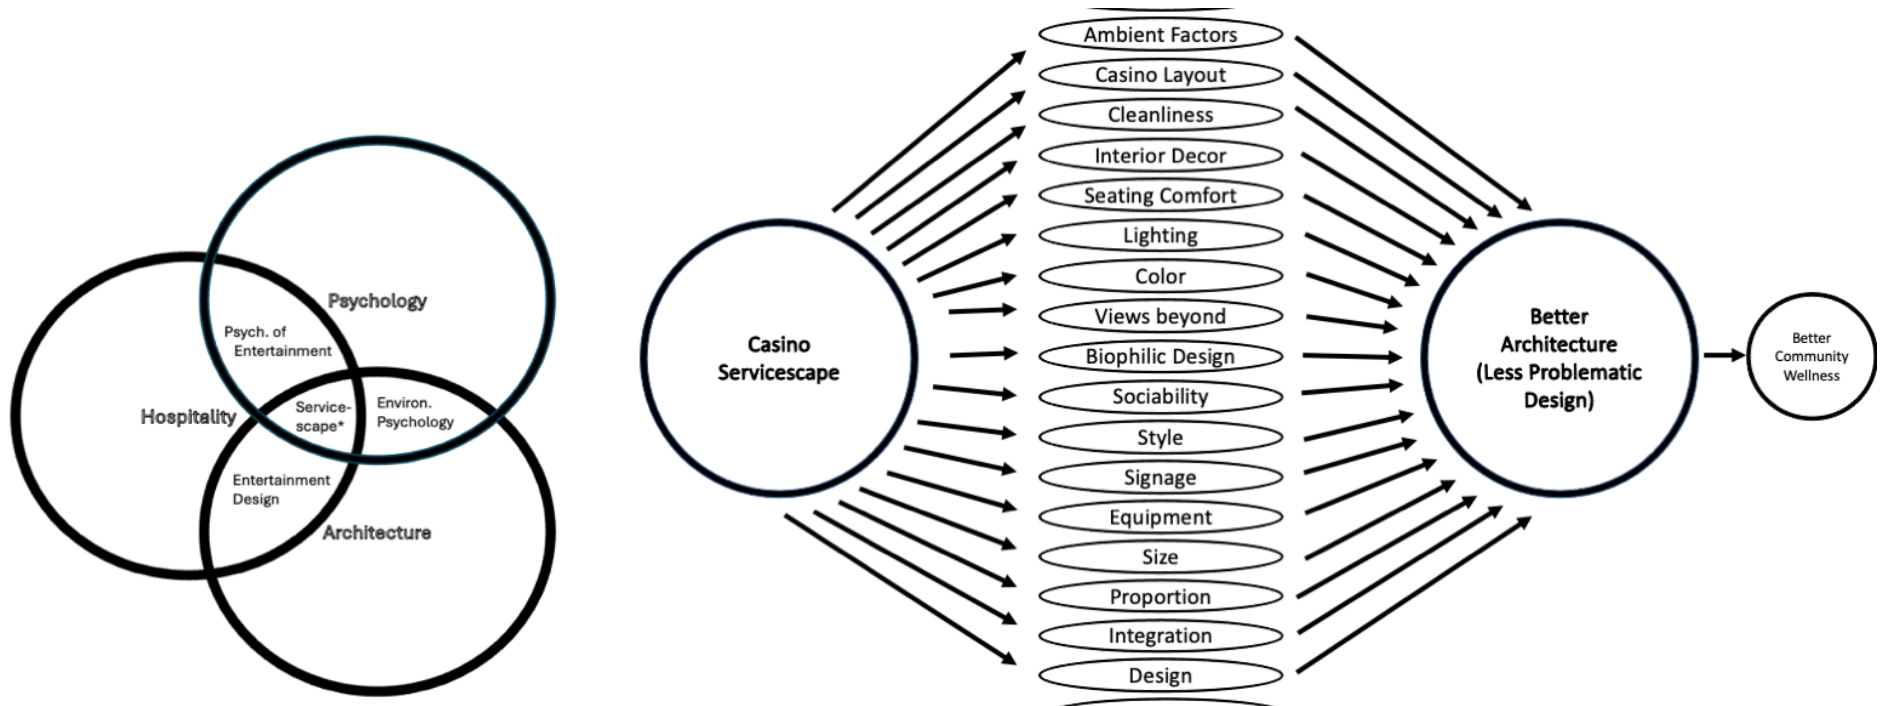 Psychology
Psych. of
Entertainment
Hospitality
Service-
scape*
Environ.
Psychology
Entertainment
Design
Architecture
Casino
Servicescape
Ambient Factors
Casino Layout
Cleanliness
Interior Decor
Seating Comfort
Lighting
Color
Views beyond
Biophilic Design
Sociability
Style
Signage
Equipment
Size
Proportion
Integration
Design
Better
Architecture
(Less Problematic
Design)
Better
Community
Wellness